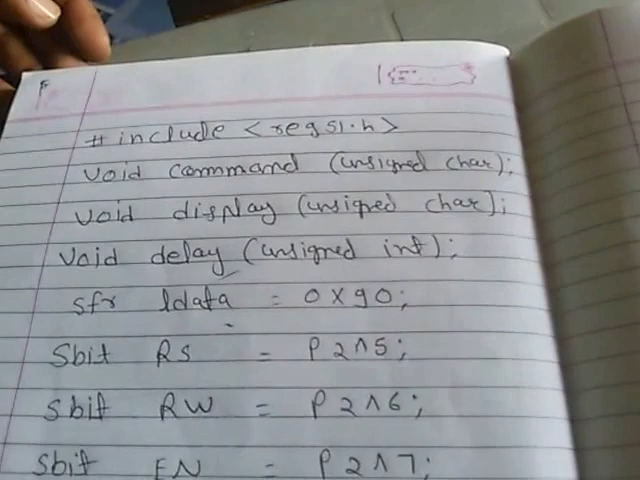 # include <reg51.h>
void command (unsigned char);
void display (unsigned char);
void delay (unsigned int);
sfr ldata = 0x90;
Sbit RS = P2^5;
Sbit RW = P2^6;
Sbit EN = P2^7;